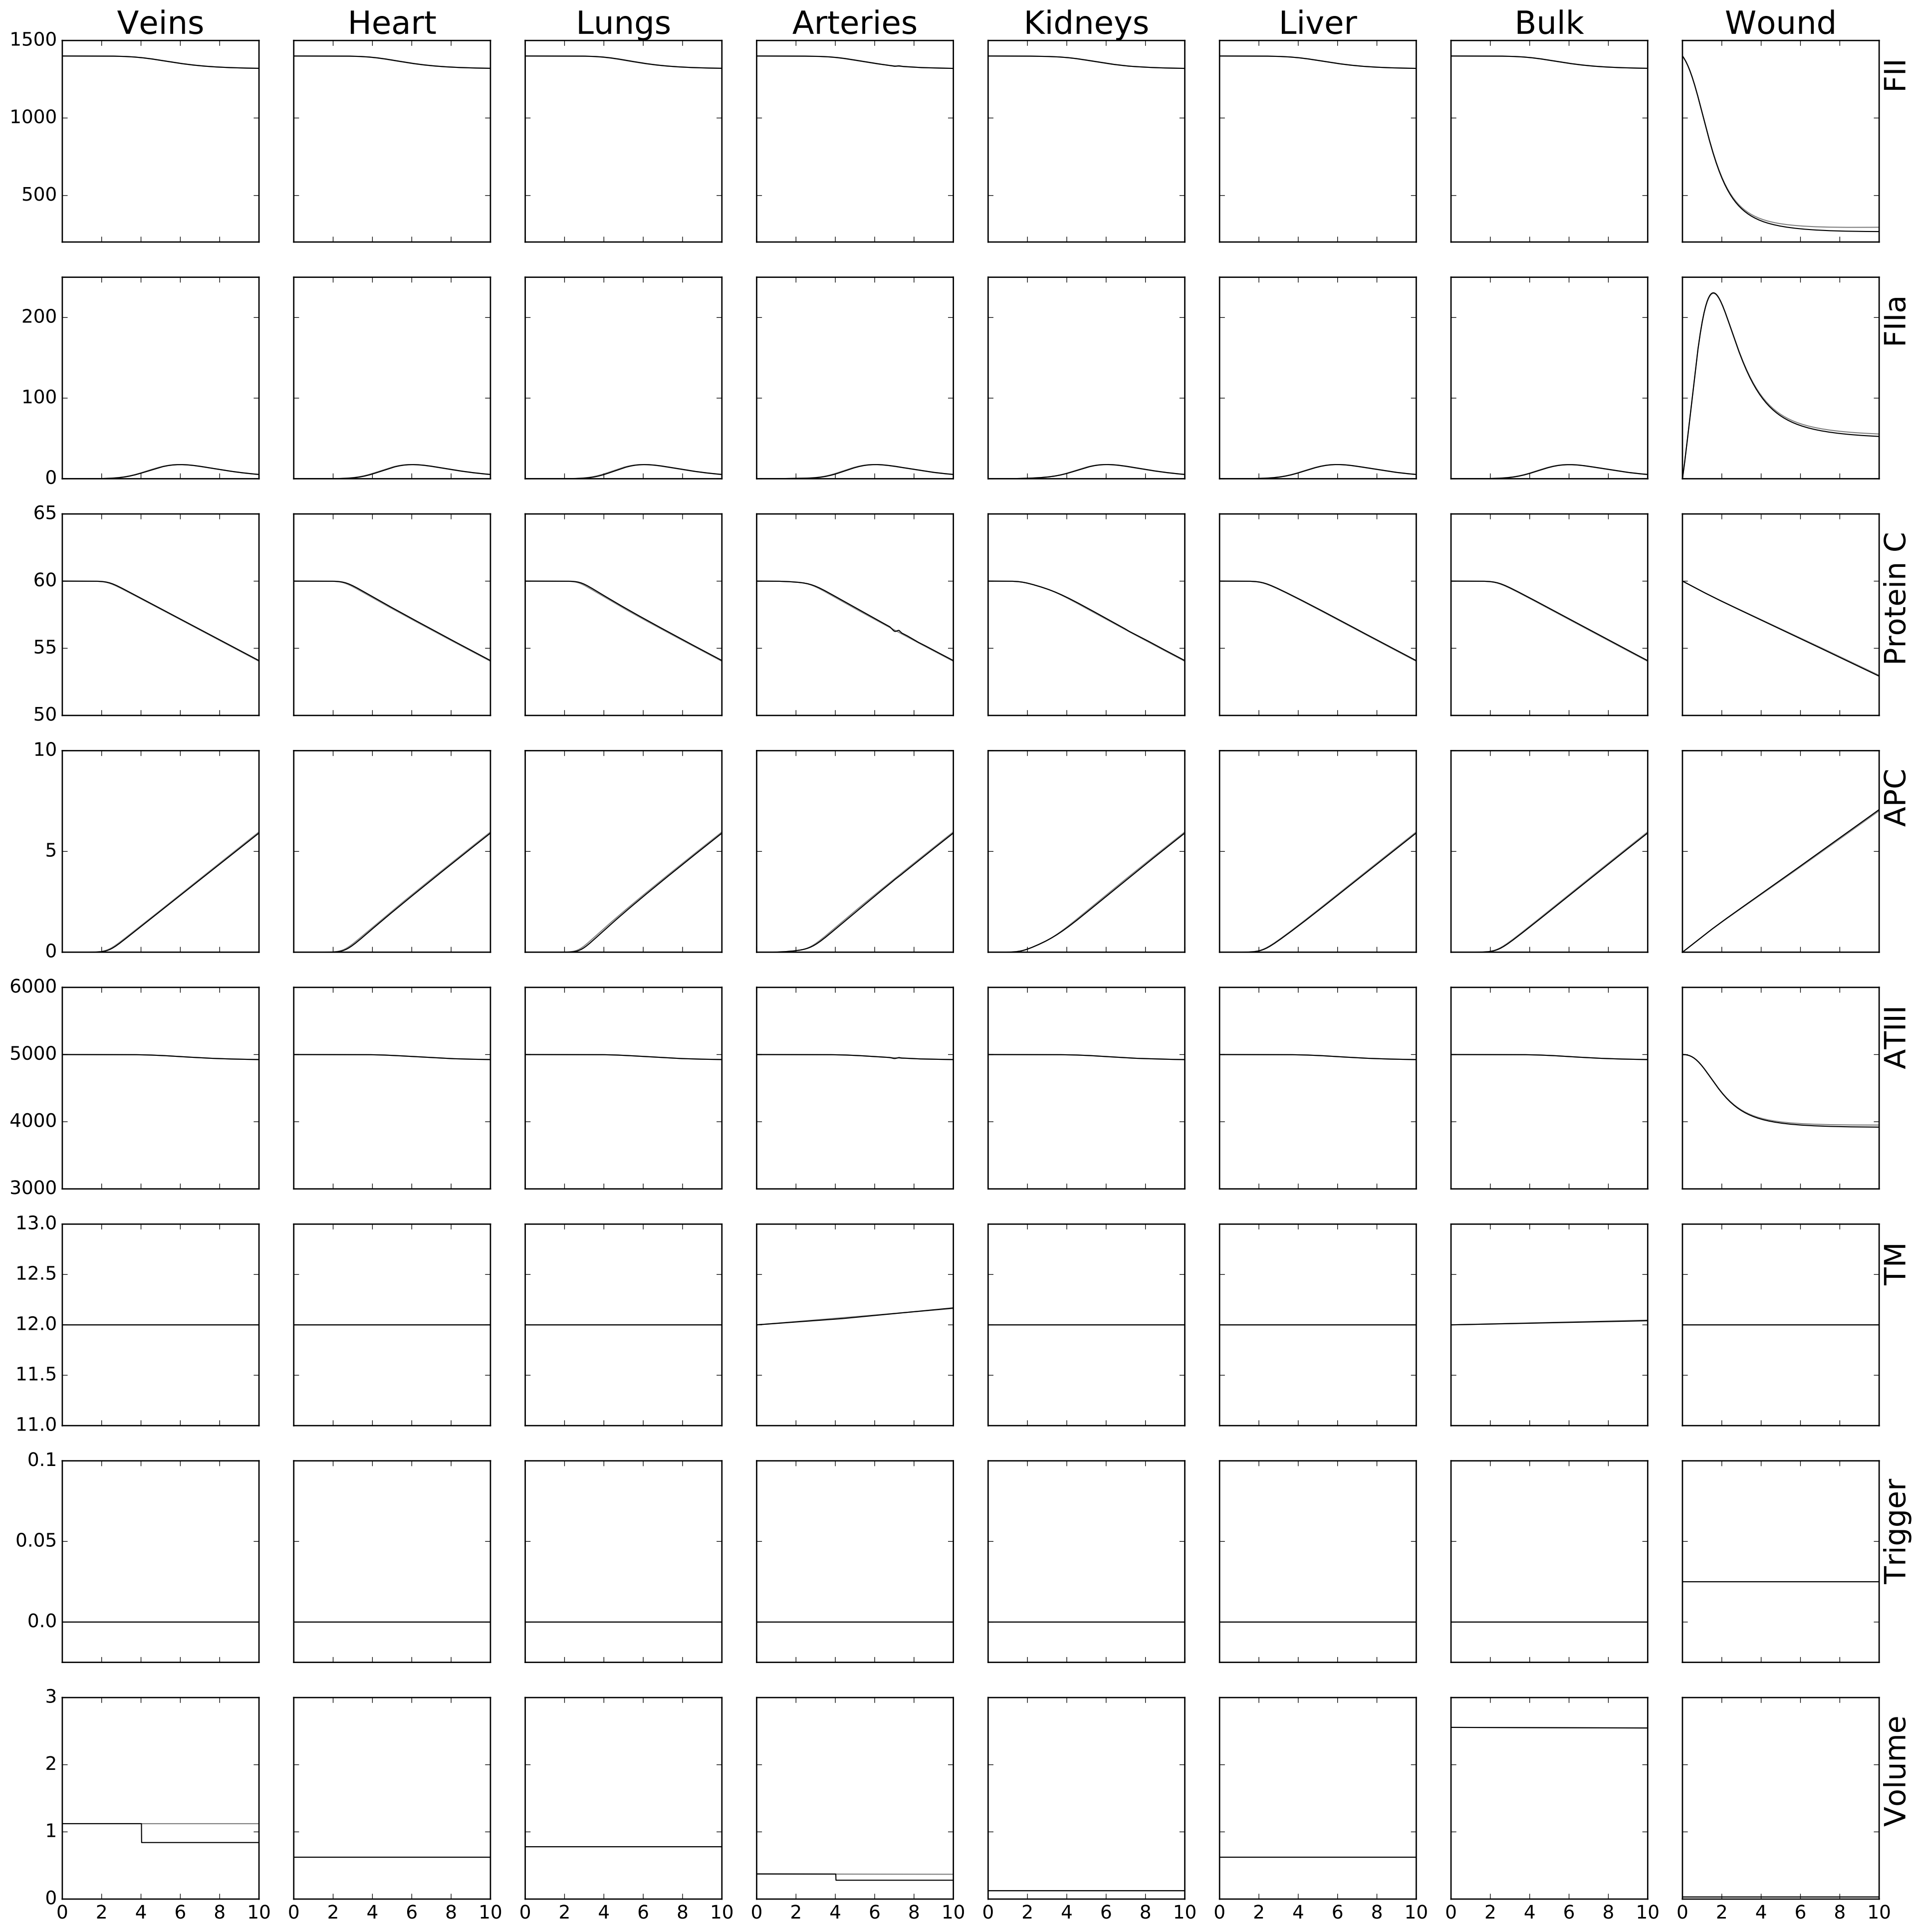 Veins Heart Lungs Arteries Kidneys Liver Bulk Wound
1500
1000
500
FII
200
100
0
FIIa
65
60
55
50
Protein C
10
5
0
APC
6000
5000
4000
3000
ATIII
13.0
12.5
12.0
11.5
11.0
TM
0.1
0.05
0.0
Trigger
3
2
1
0
Volume
0 2 4 6 8 10 0 2 4 6 8 10 0 2 4 6 8 10 0 2 4 6 8 10 0 2 4 6 8 10 0 2 4 6 8 10 0 2 4 6 8 10 0 2 4 6 8 10